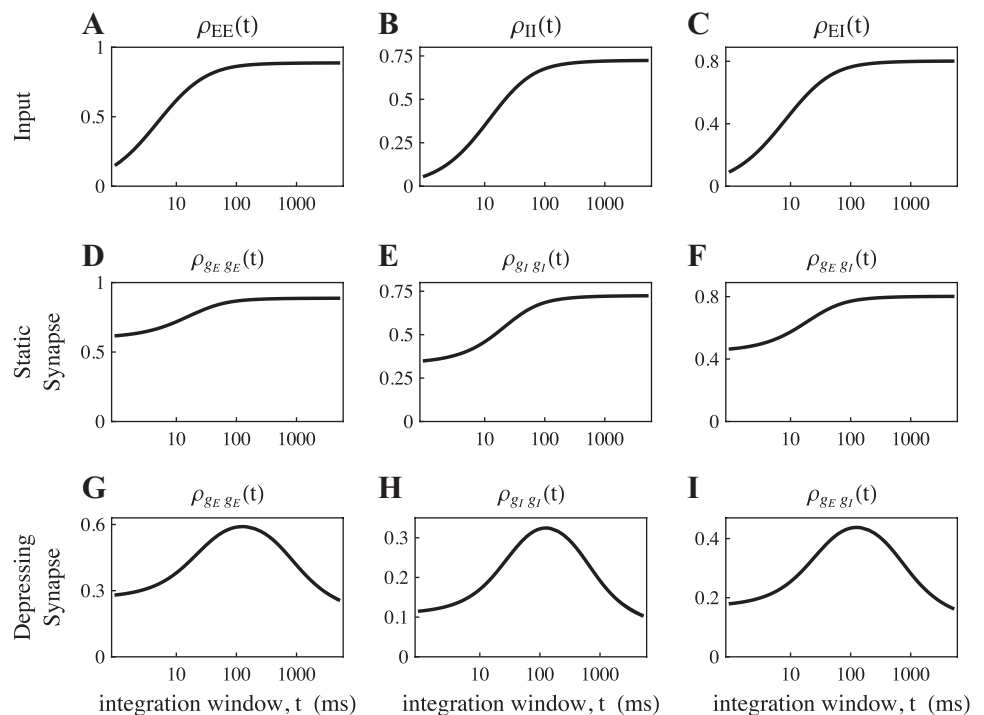 A ρEE(t) B ρII(t) C ρEI(t)
Input
1
0.5
0
10 100 1000
0.75
0.5
0.25
0
10 100 1000
0.8
0.4
0
10 100 1000
D ρgE gE(t) E ρgI gI(t) F ρgE gI(t)
Static
Synapse
1
0.5
0
10 100 1000
0.75
0.5
0.25
0
10 100 1000
0.8
0.4
0
10 100 1000
G ρgE gE(t) H ρgI gI(t) I ρgE gI(t)
Depressing
Synapse
0.6
0.3
0
10 100 1000
0.3
0.2
0.1
0
10 100 1000
0.4
0.2
0
10 100 1000
integration window, t (ms) integration window, t (ms) integration window, t (ms)